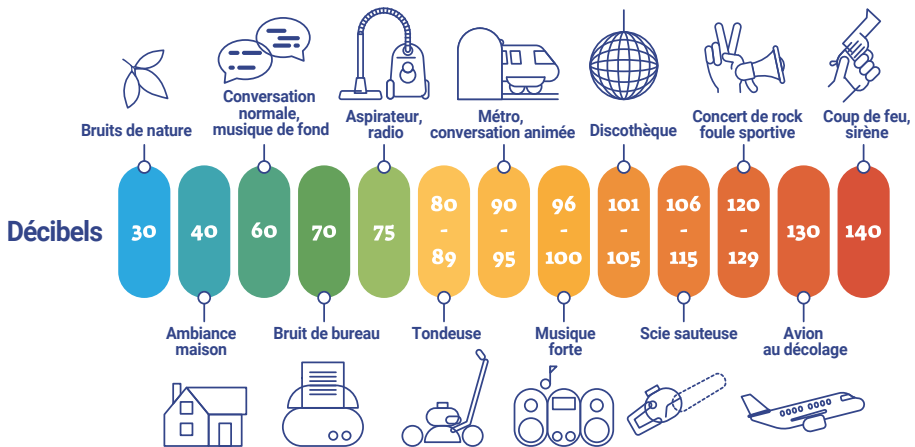 Bruits de nature
Conversation
normale,
musique de fond
Aspirateur,
radio
Métro,
conversation animée
Discothèque
Concert de rock
foule sportive
Coup de feu,
sirène
Décibels
30
40
60
70
75
80
-
89
90
-
95
96
-
100
101
-
105
106
-
115
120
-
129
130
140
Ambiance
maison
Bruit de bureau
Tondeuse
Musique
forte
Scie sauteuse
Avion
au décolage